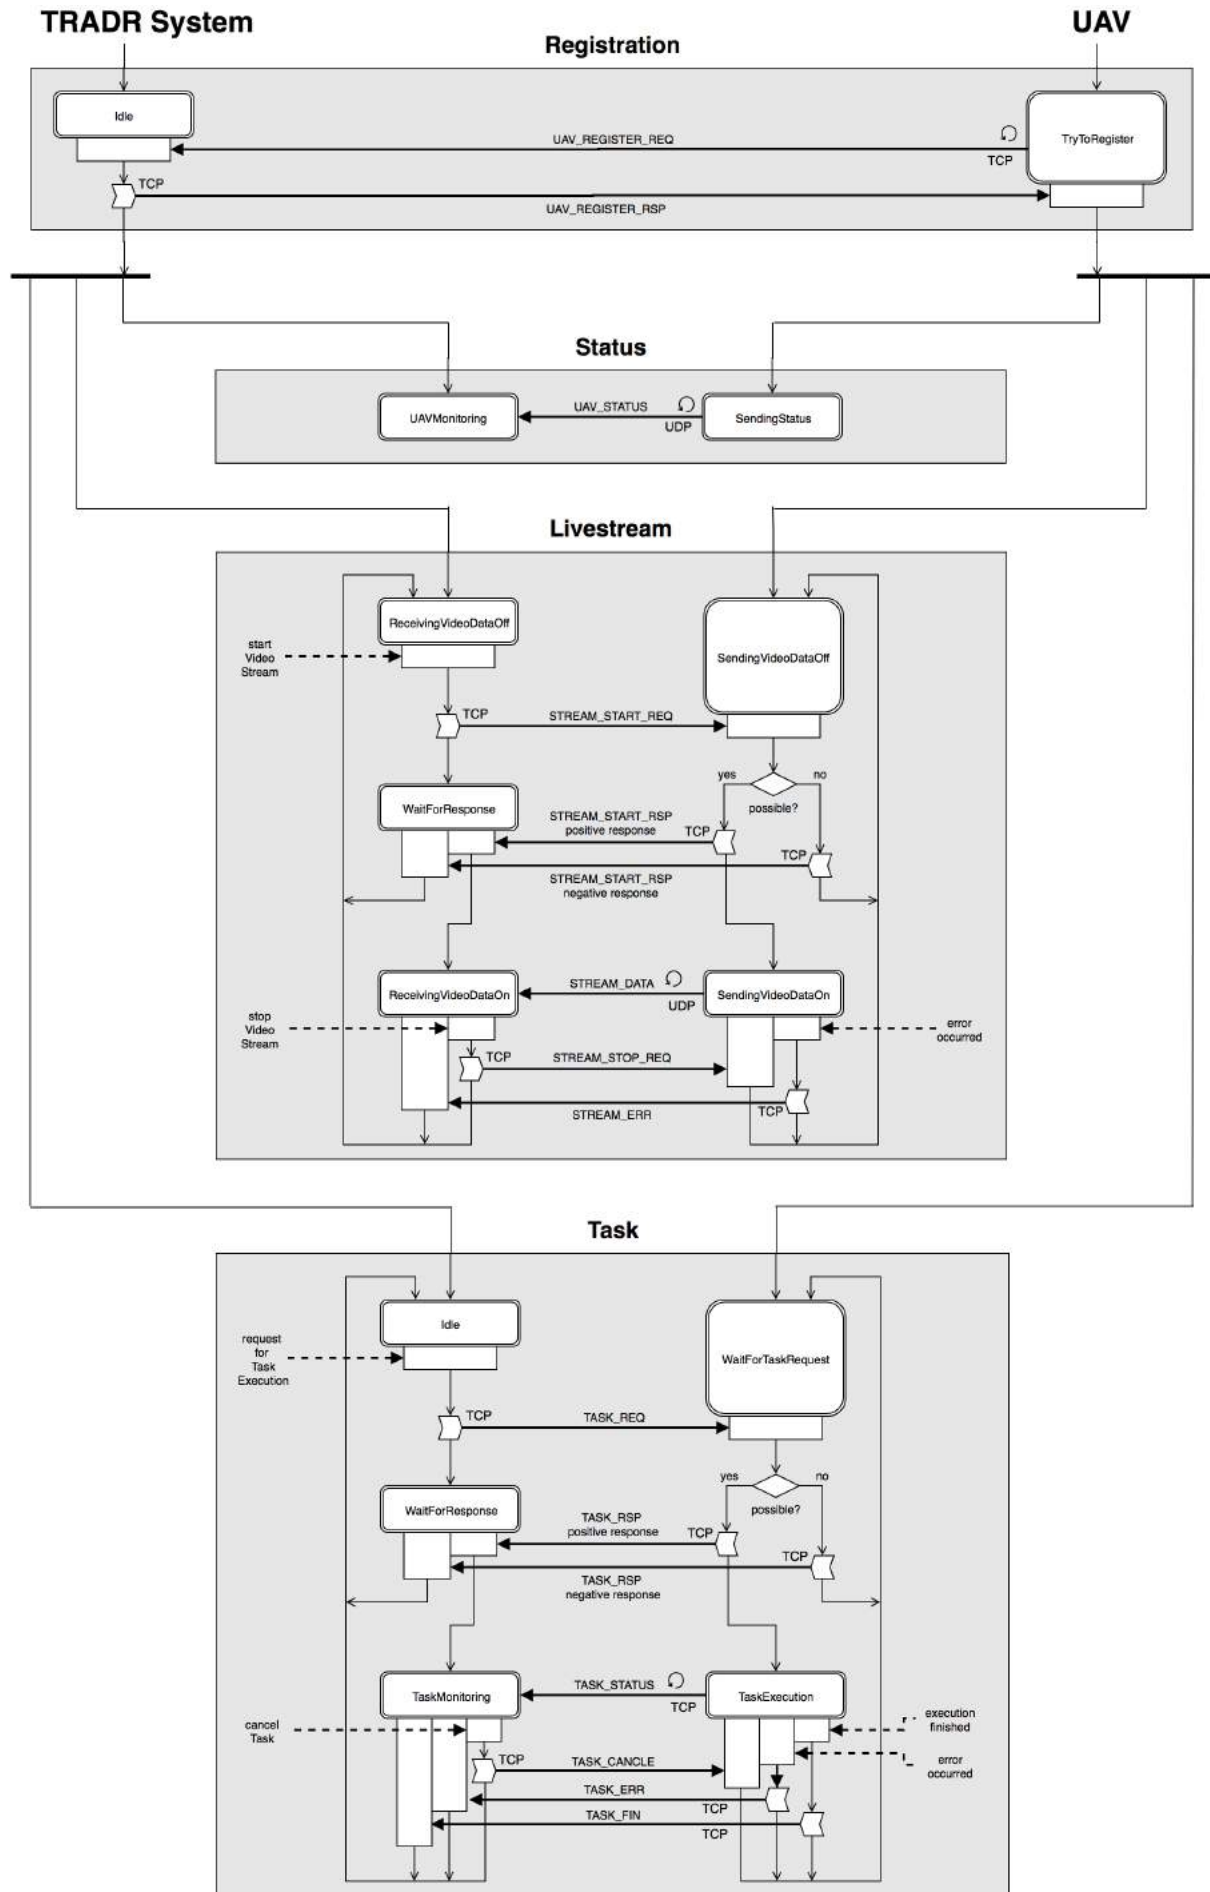 TRADR System
UAV
Registration
Idle
TryToRegister
UAV_REGISTER_REQ
TCP
TCP
UAV_REGISTER_RSP
Status
UAVMonitoring
UAV_STATUS
UDP
SendingStatus
Livestream
ReceivingVideoDataOff
SendingVideoDataOff
start
Video
Stream
TCP
STREAM_START_REQ
yes
no
possible?
WaitForResponse
STREAM_START_RSP
positive response
TCP
TCP
STREAM_START_RSP
negative response
ReceivingVideoDataOn
STREAM_DATA
UDP
SendingVideoDataOn
stop
Video
Stream
error
occurred
TCP
STREAM_STOP_REQ
TCP
STREAM_ERR
Task
Idle
WaitForTaskRequest
request
for
Task
Execution
TCP
TASK_REQ
yes
no
possible?
WaitForResponse
TASK_RSP
positive response
TCP
TCP
TASK_RSP
negative response
TaskMonitoring
TASK_STATUS
TCP
TaskExecution
cancel
Task
execution
finished
error
occurred
TCP
TASK_CANCLE
TASK_ERR
TCP
TASK_FIN
TCP